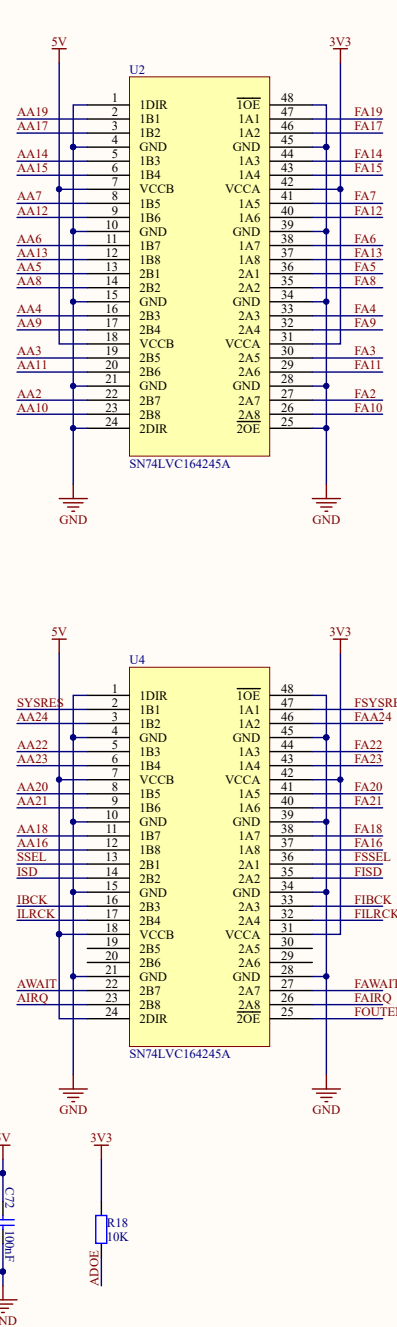 5V 3V3
U2
1 1DIR 1OE 48
AA19 2 1B1 1A1 47 FA19
AA17 3 1B2 1A2 46 FA17
4 GND GND 45
AA14 5 1B3 1A3 44 FA14
AA15 6 1B4 1A4 43 FA15
7 VCCB VCCA 42
AA7 8 1B5 1A5 41 FA7
AA12 9 1B6 1A6 40 FA12
10 GND GND 39
AA6 11 1B7 1A7 38 FA6
AA13 12 1B8 1A8 37 FA13
AA5 13 2B1 2A1 36 FA5
AA8 14 2B2 2A2 35 FA8
15 GND GND 34
AA4 16 2B3 2A3 33 FA4
AA9 17 2B4 2A4 32 FA9
18 VCCB VCCA 31
AA3 19 2B5 2A5 30 FA3
AA11 20 2B6 2A6 29 FA11
21 GND GND 28
AA2 22 2B7 2A7 27 FA2
AA10 23 2B8 2A8 26 FA10
24 2DIR 2OE 25
SN74LVC164245A
GND GND
5V 3V3
U4
1 1DIR 1OE 48
SYSRES 2 1B1 1A1 47 FSYSRE
AA24 3 1B2 1A2 46 FAA24
4 GND GND 45
AA22 5 1B3 1A3 44 FA22
AA23 6 1B4 1A4 43 FA23
7 VCCB VCCA 42
AA20 8 1B5 1A5 41 FA20
AA21 9 1B6 1A6 40 FA21
10 GND GND 39
AA18 11 1B7 1A7 38 FA18
AA16 12 1B8 1A8 37 FA16
SSEL 13 2B1 2A1 36 FSSEL
ISD 14 2B2 2A2 35 FISD
15 GND GND 34
IBCK 16 2B3 2A3 33 FIBCK
ILRCK 17 2B4 2A4 32 FILRCK
18 VCCB VCCA 31
19 2B5 2A5 30
20 2B6 2A6 29
21 GND GND 28
AWAIT 22 2B7 2A7 27 FAWAIT
AIRQ 23 2B8 2A8 26 FAIRQ
24 2DIR 2OE 25 FOUTE
SN74LVC164245A
GND GND
V 3V3
C72
100nF
R18
10K
ADOE
ND